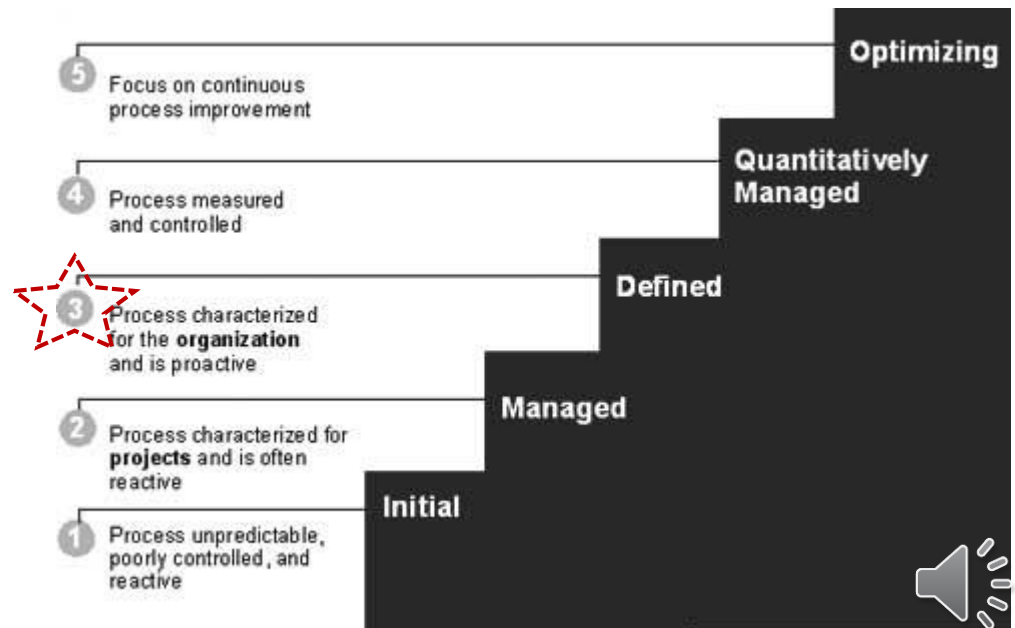 Optimizing
5
Focus on continuous
process improvement
Quantitatively
Managed
4
Process measured
and controlled
Defined
3
Process characterized
for the organization
and is proactive
Managed
2
Process characterized for
projects and is often
reactive
Initial
1
Process unpredictable,
poorly controlled, and
reactive